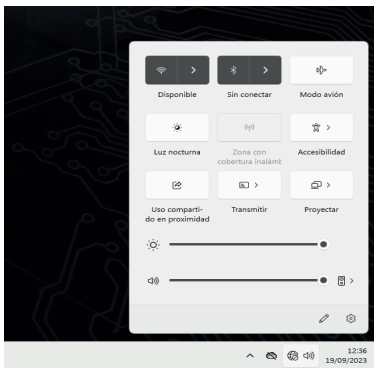 Disponible
Sin conectar
Modo avión
Luz nocturna
Zona con
cobertura inalámb
Accesibilidad
Uso comparti-
do en proximidad
Transmitir
Proyectar
12:36
19/09/2023